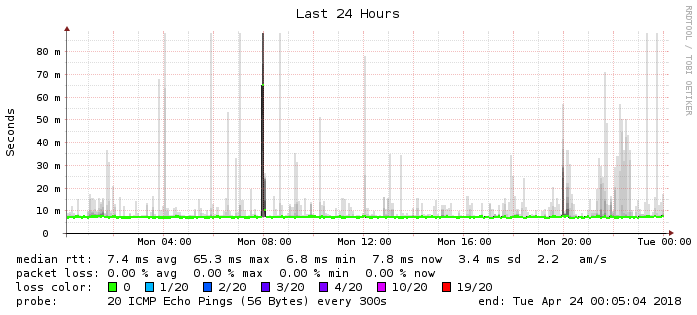 Last 24 Hours
RRDTOOL / TOBI OETIKER
Seconds
80 m
70 m
60 m
50 m
40 m
30 m
20 m
10 m
0
Mon 04:00 Mon 08:00 Mon 12:00 Mon 16:00 Mon 20:00 Tue 00:00
median rtt: 7.4 ms avg 65.3 ms max 6.8 ms min 7.8 ms now 3.4 ms sd 2.2 am/s
packet loss: 0.00 % avg 0.00 % max 0.00 % min 0.00 % now
loss color: 0 1/20 2/20 3/20 4/20 10/20 19/20
probe: 20 ICMP Echo Pings (56 Bytes) every 300s end: Tue Apr 24 00:05:04 2018